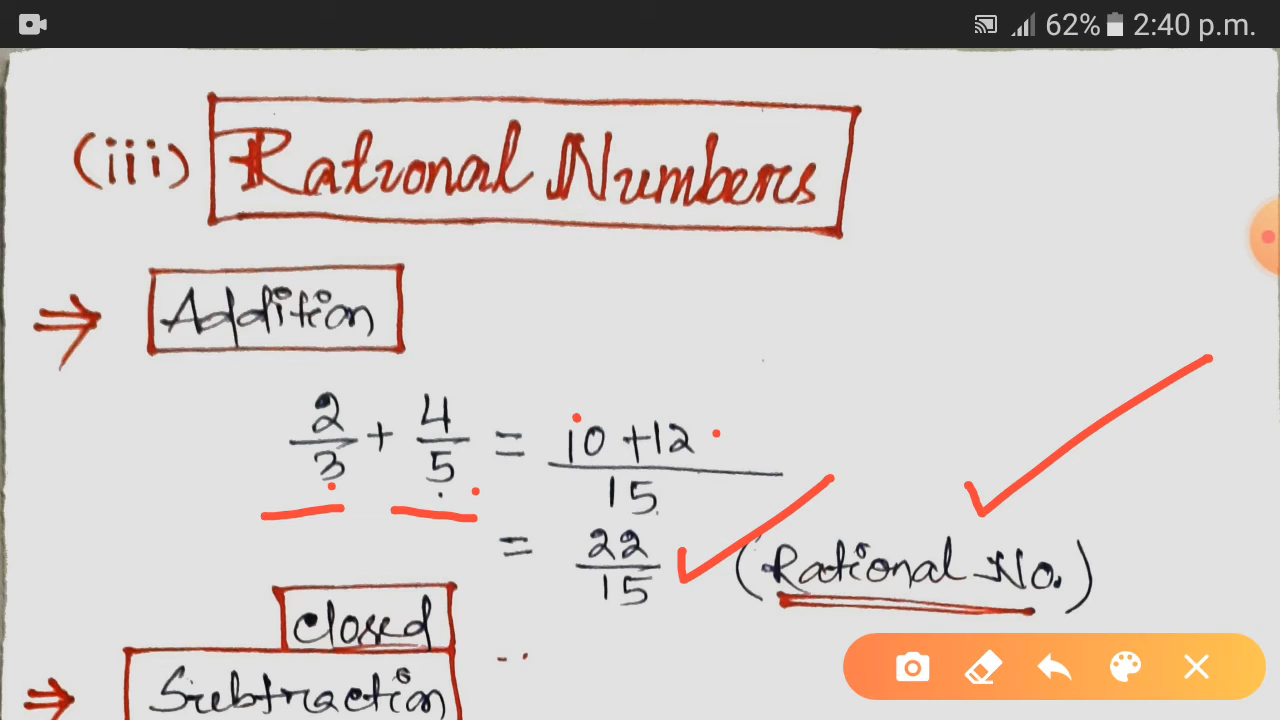 62% 2:40 p.m.
(iii) Rational Numbers
⇒ Addition
2/3 + 4/5 = 10+12/15
= 22/15 (Rational No.)
Closed
⇒ Subtraction